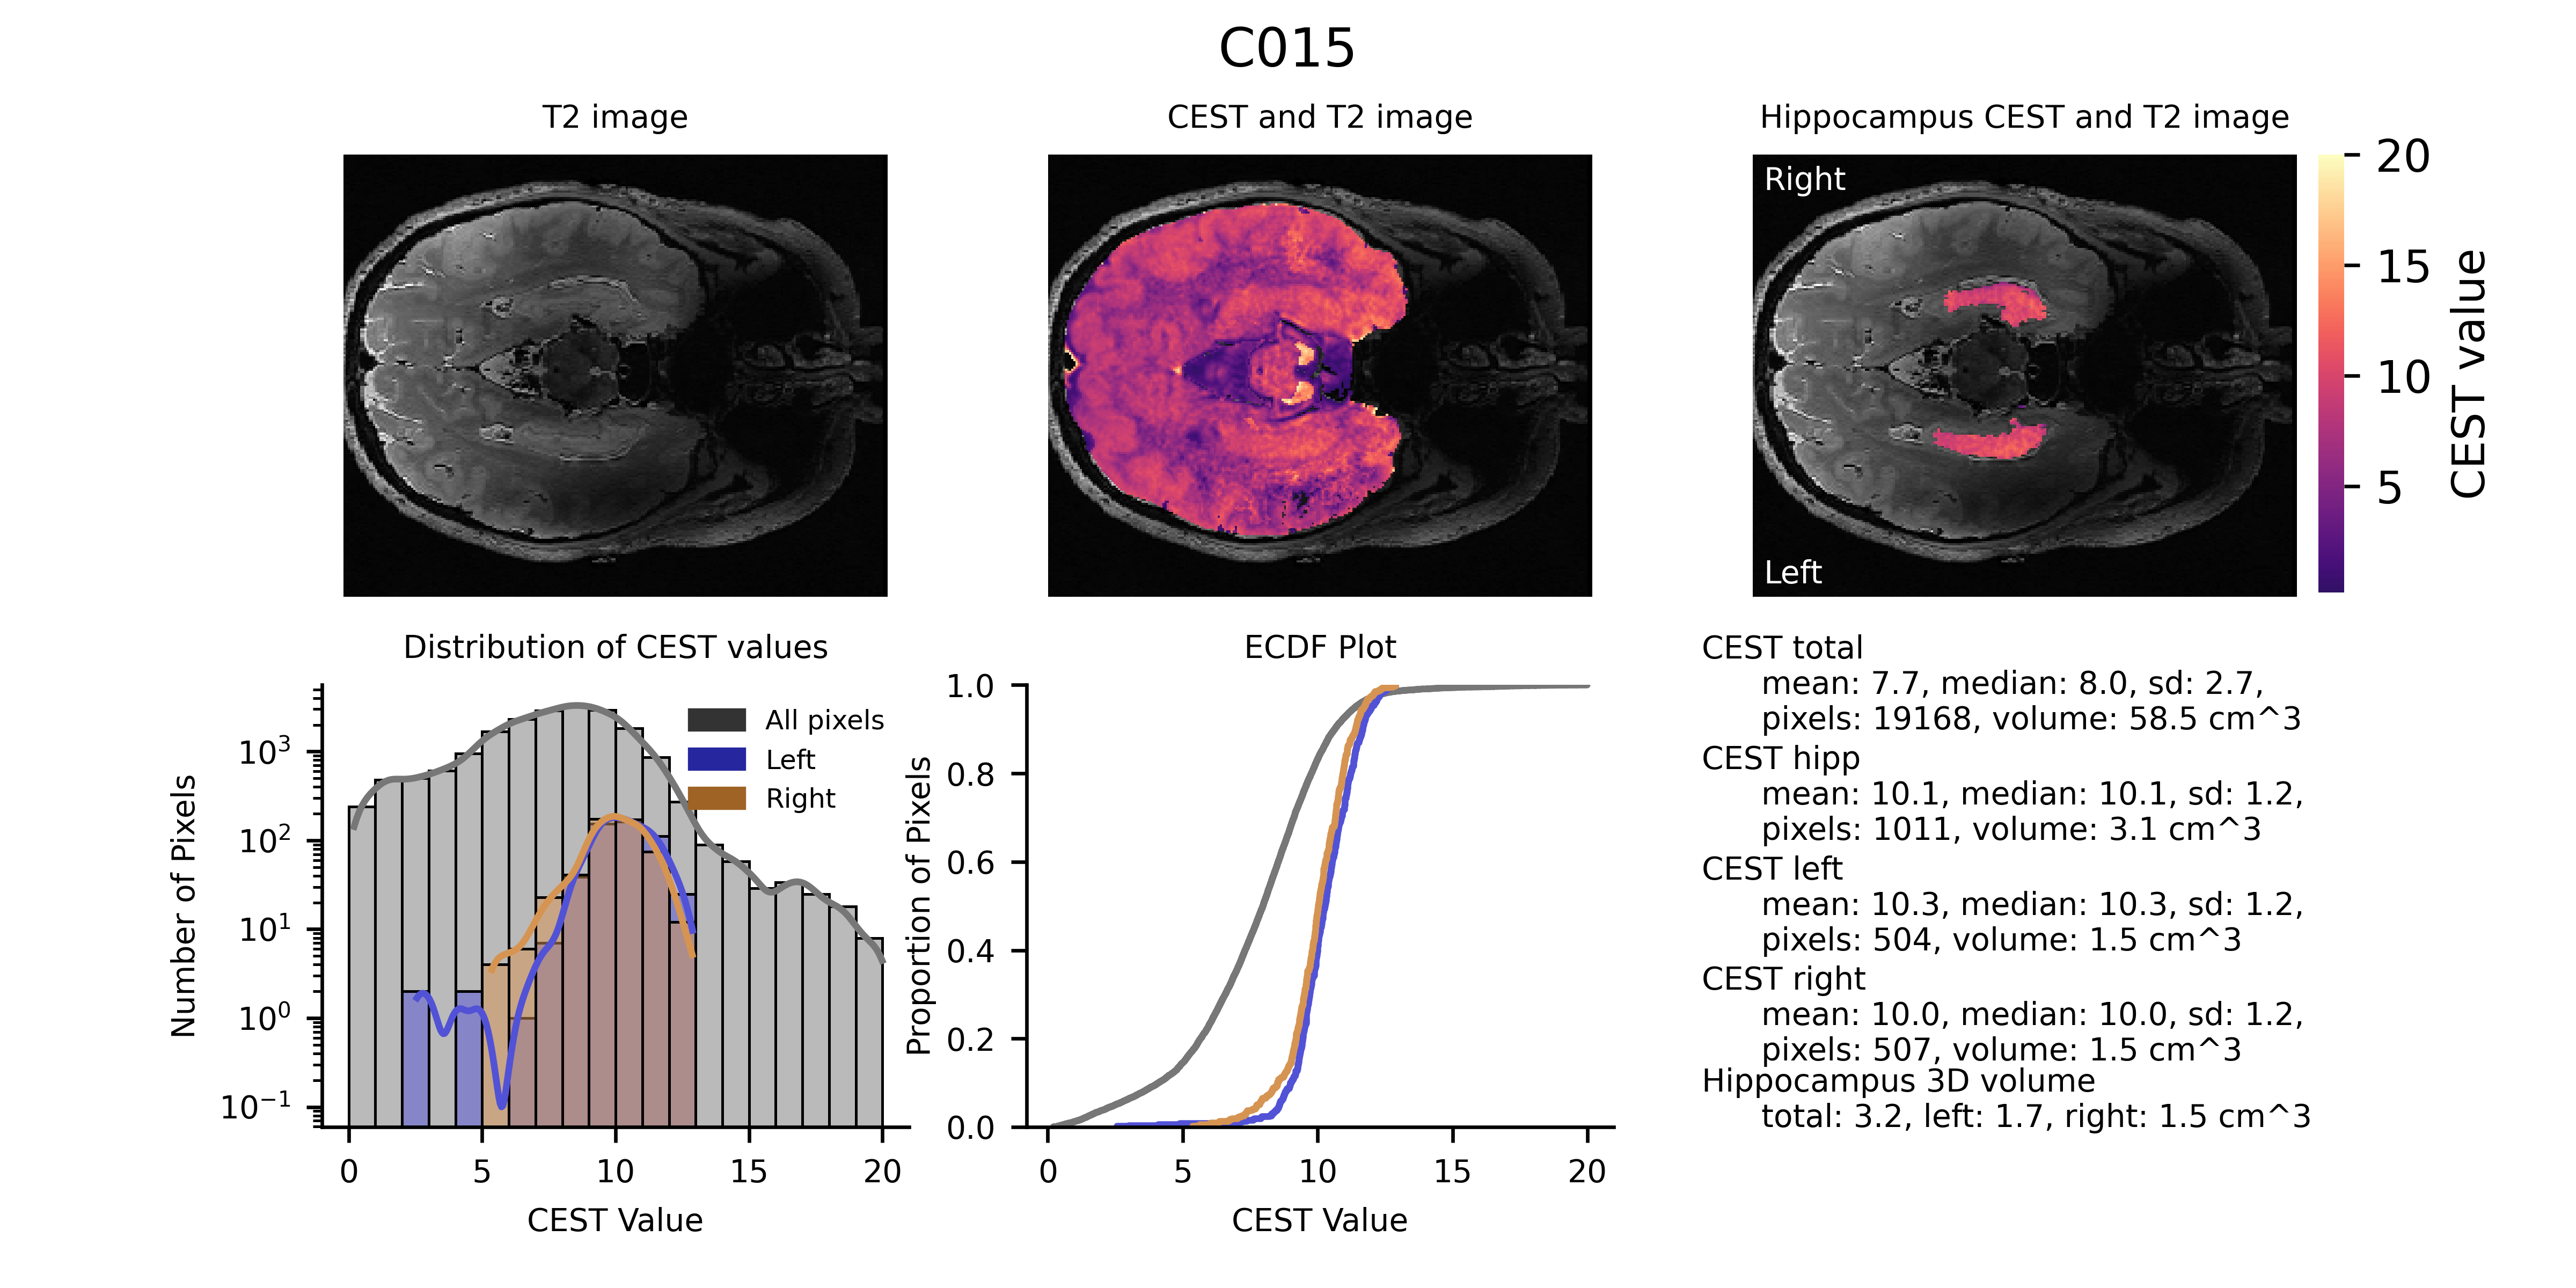 C015
T2 image
CEST and T2 image
Hippocampus CEST and T2 image
Right
Left
20
15
10
5
CEST value
Distribution of CEST values
Number of Pixels
10³
10²
10¹
10⁰
10⁻¹
All pixels
Left
Right
0 5 10 15 20
CEST Value
ECDF Plot
Proportion of Pixels
1.0
0.8
0.6
0.4
0.2
0.0
0 5 10 15 20
CEST Value
CEST total
mean: 7.7, median: 8.0, sd: 2.7,
pixels: 19168, volume: 58.5 cm^3
CEST hipp
mean: 10.1, median: 10.1, sd: 1.2,
pixels: 1011, volume: 3.1 cm^3
CEST left
mean: 10.3, median: 10.3, sd: 1.2,
pixels: 504, volume: 1.5 cm^3
CEST right
mean: 10.0, median: 10.0, sd: 1.2,
pixels: 507, volume: 1.5 cm^3
Hippocampus 3D volume
total: 3.2, left: 1.7, right: 1.5 cm^3